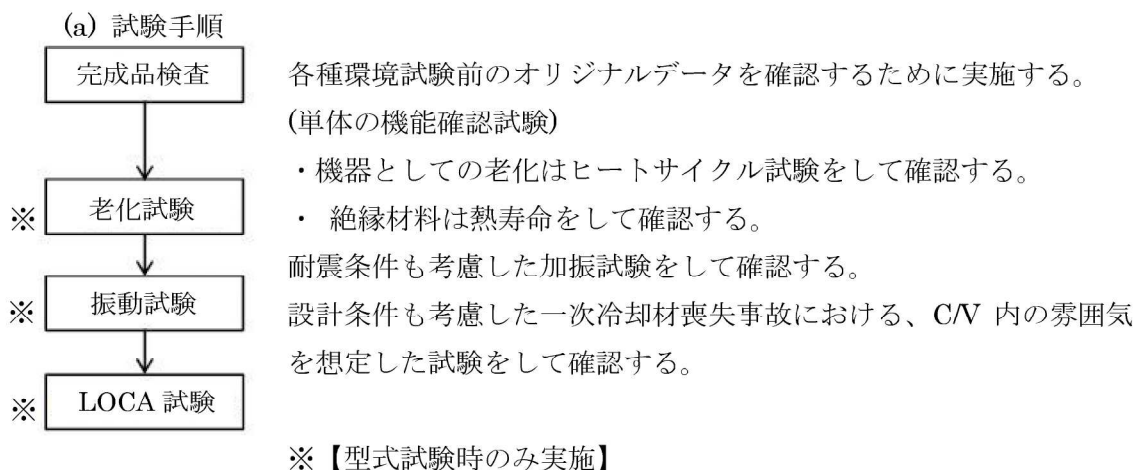 (a) 試験手順
完成品検査
各種環境試験前のオリジナルデータを確認するために実施する。
(単体の機能確認試験)
・機器としての老化はヒートサイクル試験をして確認する。
※ 老化試験
・ 絶縁材料は熱寿命をして確認する。
耐震条件も考慮した加振試験をして確認する。
※ 振動試験
設計条件も考慮した一次冷却材喪失事故における、C/V 内の雰囲気
を想定した試験をして確認する。
※ LOCA 試験
※【型式試験時のみ実施】